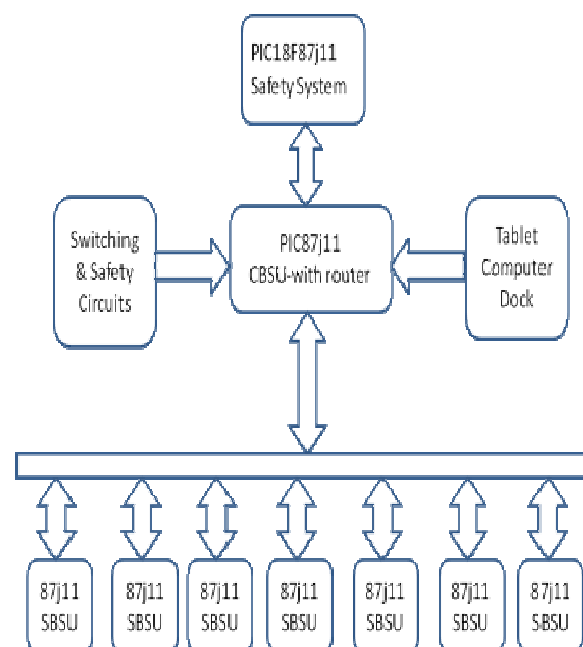 PIC18F87j11
Safety System
Switching
& Safety
Circuits
PIC87j11
CBSU-with router
Tablet
Computer
Dock
87j11
SBSU
87j11
SBSU
87j11
SBSU
87j11
SBSU
87j11
SBSU
87j11
SBSU
87j11
SBSU